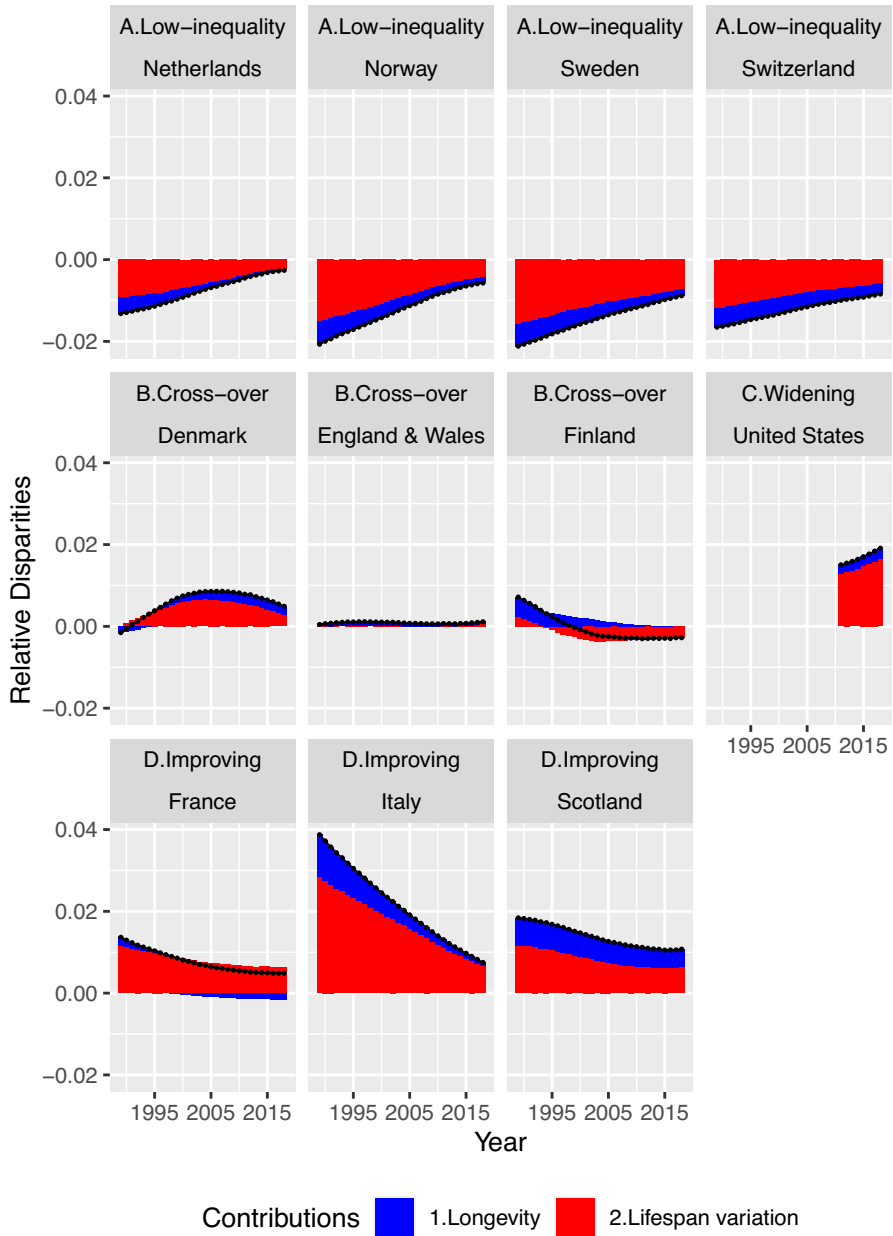 A.Low−inequality A.Low−inequality A.Low−inequality A.Low−inequality
Netherlands Norway Sweden Switzerland
0.04
0.00
−0.02
B.Cross−over B.Cross−over B.Cross−over C.Widening
Denmark England & Wales Finland United States
0.04
0.02
0.00
−0.02
1995 2005 2015
Relative Disparities
D.Improving D.Improving D.Improving
France Italy Scotland
0.04
0.02
0.00
−0.02
1995 2005 2015 1995 2005 2015 1995 2005 2015
Year
Contributions 1.Longevity 2.Lifespan variation